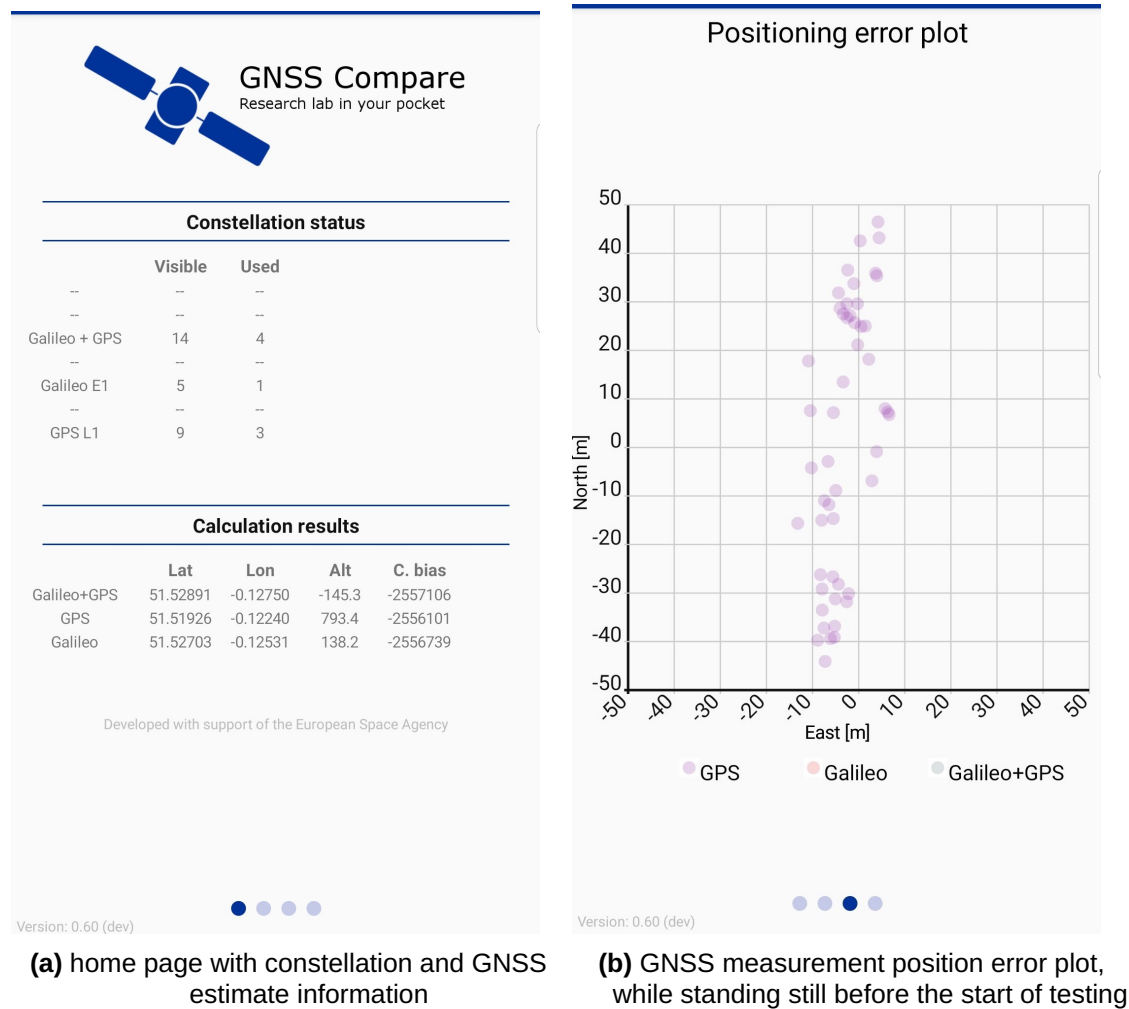 GNSS Compare
Research lab in your pocket
Constellation status
Visible Used
-- -- --
-- -- --
Galileo + GPS 14 4
-- -- --
Galileo E1 5 1
-- -- --
GPS L1 9 3
Calculation results
Lat Lon Alt C. bias
Galileo+GPS 51.52891 -0.12750 -145.3 -2557106
GPS 51.51926 -0.12240 793.4 -2556101
Galileo 51.52703 -0.12531 138.2 -2556739
Developed with support of the European Space Agency
Version: 0.60 (dev)
(a) home page with constellation and GNSS
estimate information
Positioning error plot
50
40
30
20
10
0
-10
-20
-30
-40
-50
North [m]
-50 -40 -30 -20 -10 0 10 20 30 40 50
East [m]
GPS Galileo Galileo+GPS
Version: 0.60 (dev)
(b) GNSS measurement position error plot,
while standing still before the start of testing